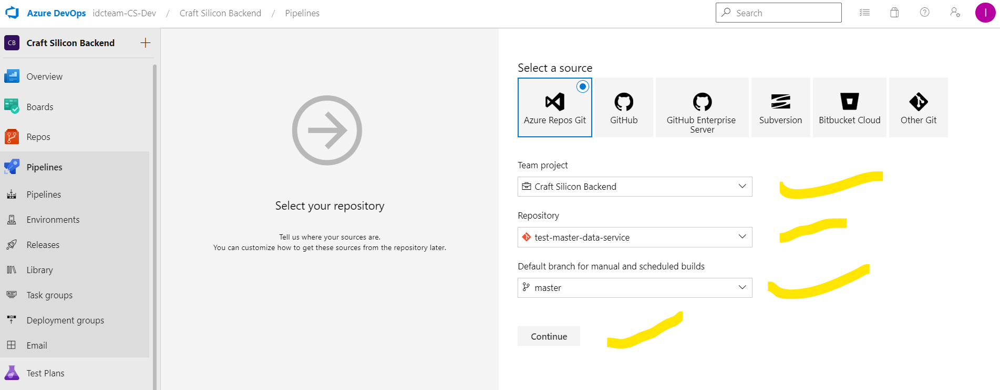 Azure DevOps idcteam-CS-Dev / Craft Silicon Backend / Pipelines
Search
I
CB Craft Silicon Backend
Overview
Boards
Repos
Pipelines
Pipelines
Environments
Releases
Library
Task groups
Deployment groups
Email
Test Plans
Select your repository
Tell us where your sources are.
You can customize how to get these sources from the repository later.
Select a source
Azure Repos Git
GitHub
GitHub Enterprise
Server
Subversion
Bitbucket Cloud
Other Git
Team project
Craft Silicon Backend
Repository
test-master-data-service
Default branch for manual and scheduled builds
master
Continue